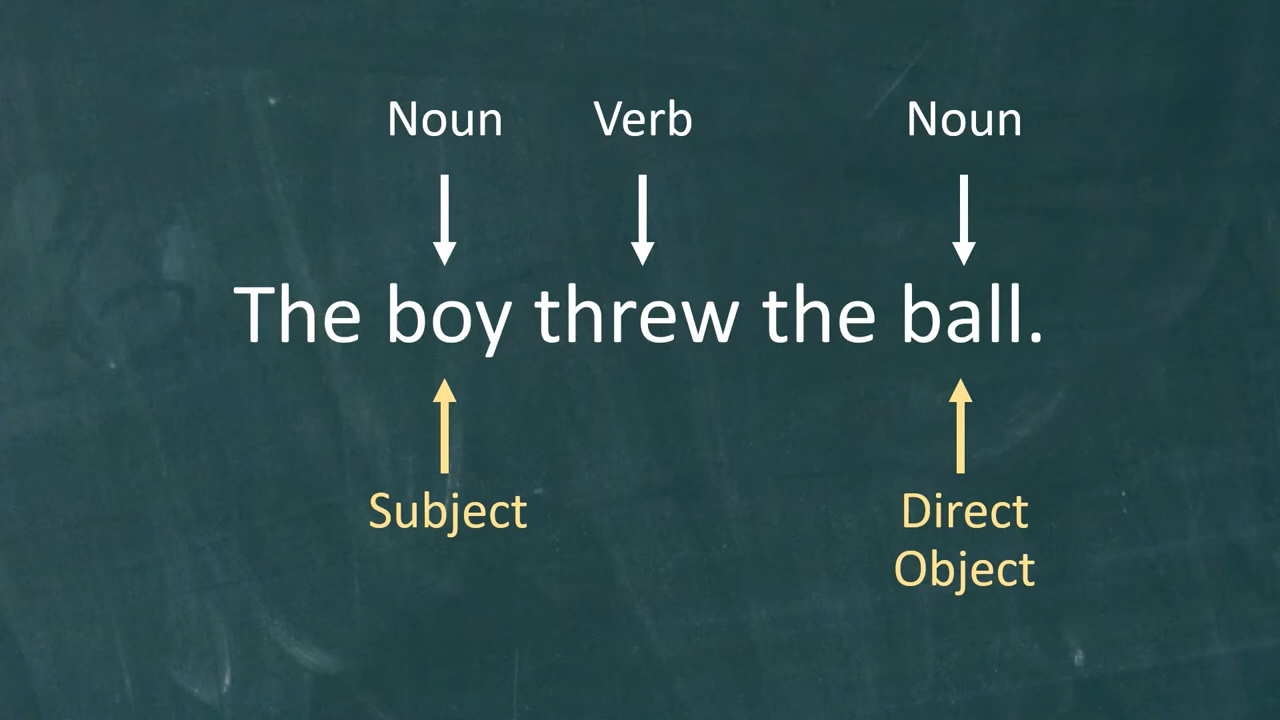 Noun Verb Noun
The boy threw the ball.
Subject Direct
Object